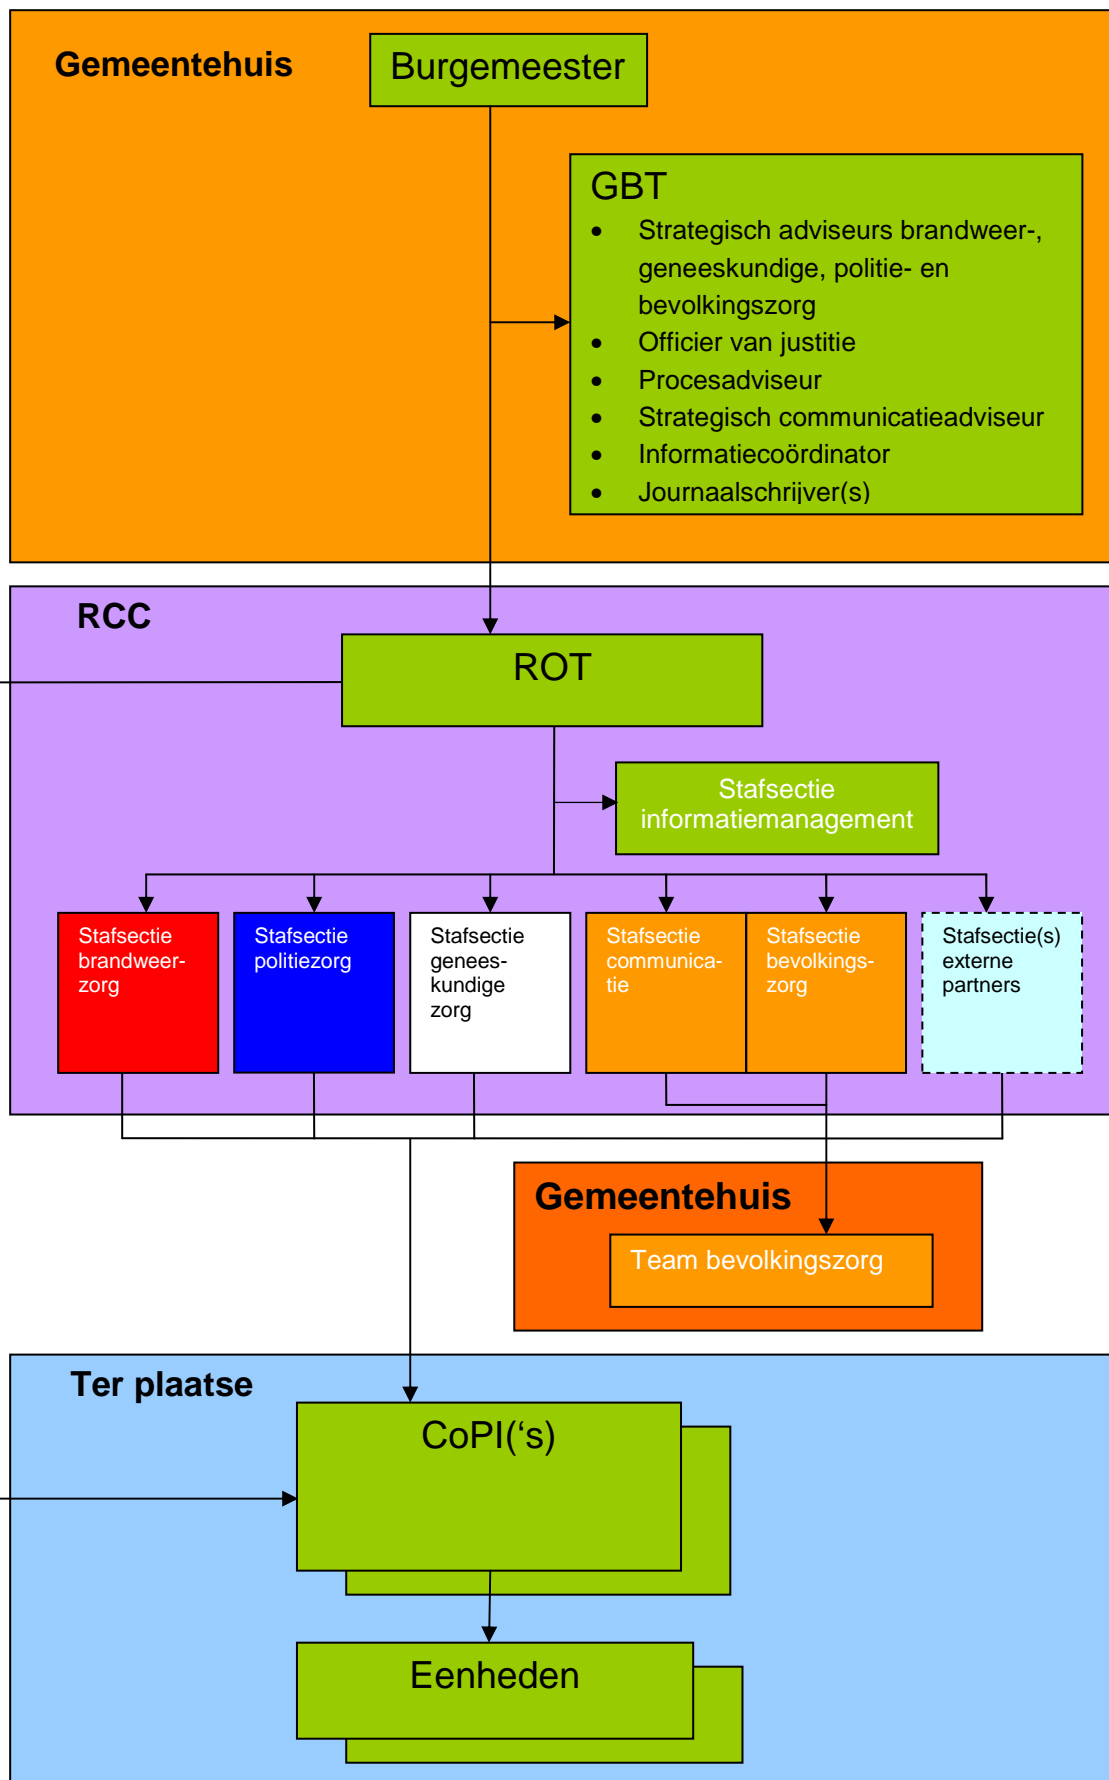 Gemeentehuis
Burgemeester
GBT
• Strategisch adviseurs brandweer-,
geneeskundige, politie- en
bevolkingszorg
• Officier van justitie
• Procesadviseur
• Strategisch communicatieadviseur
• Informatiecoördinator
• Journaalschrijver(s)
RCC
ROT
Stafsectie
informatiemanagement
Stafsectie
brandweer-
zorg
Stafsectie
politiezorg
Stafsectie
genees-
kundige
zorg
Stafsectie
communica-
tie
Stafsectie
bevolkings-
zorg
Stafsectie(s)
externe
partners
Gemeentehuis
Team bevolkingszorg
Ter plaatse
CoPI(‘s)
Eenheden